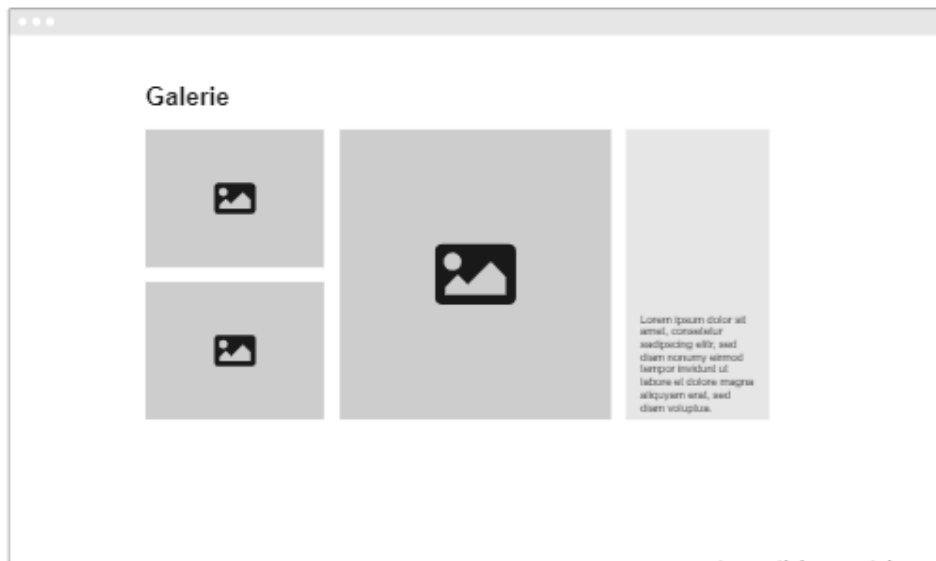 Galerie
Lorem ipsum dolor sit
amet, consetetur
sadipscing elitr, sed
diam nonumy eirmod
tempor invidunt ut
labore et dolore magna
aliquyam erat, sed
diam voluptua.